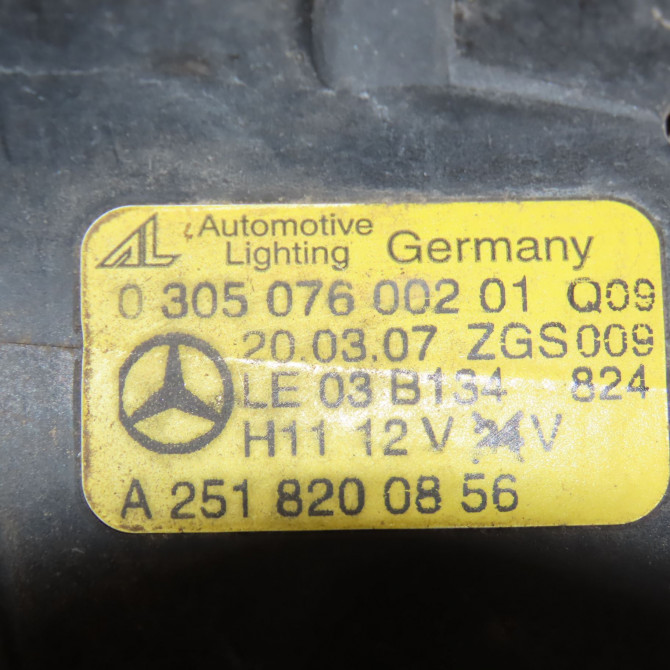 AL Automotive
Lighting Germany
0 305 076 002 01 Q09
20.03.07 ZGS 009
LE 03 B134 824
H11 12 V V
A 251 820 08 56